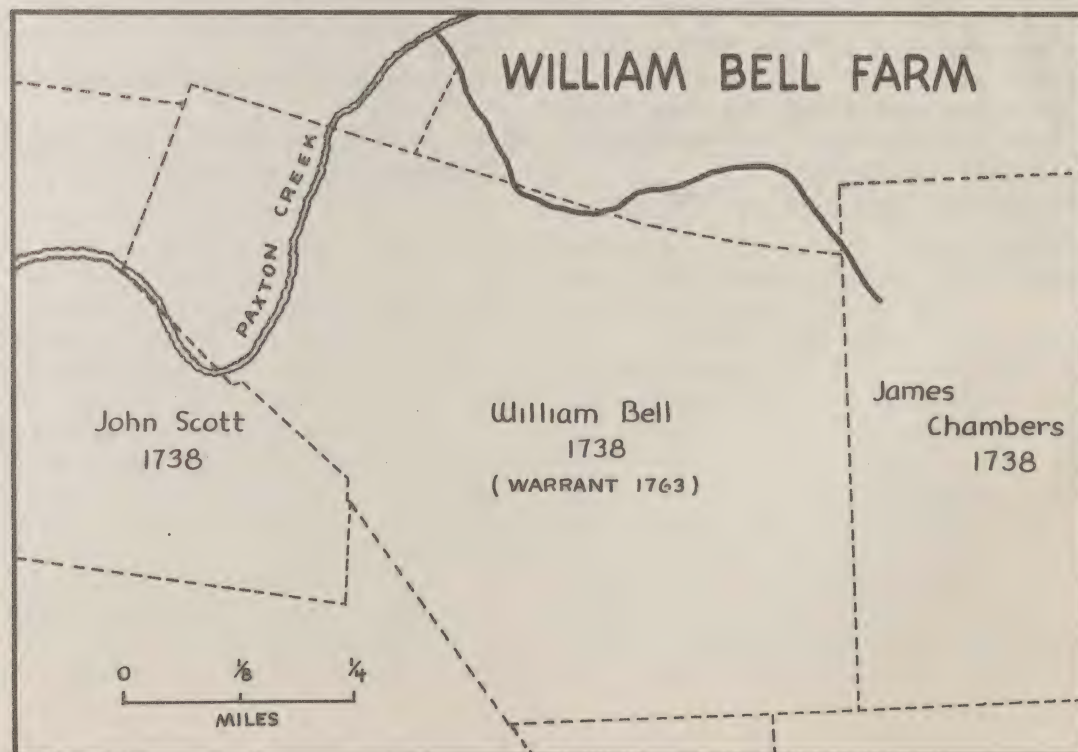 WILLIAM BELL FARM
PAXTON CREEK
John Scott
1738
William Bell
1738
( WARRANT 1763 )
James
Chambers
1738
0 1/8 1/4
MILES